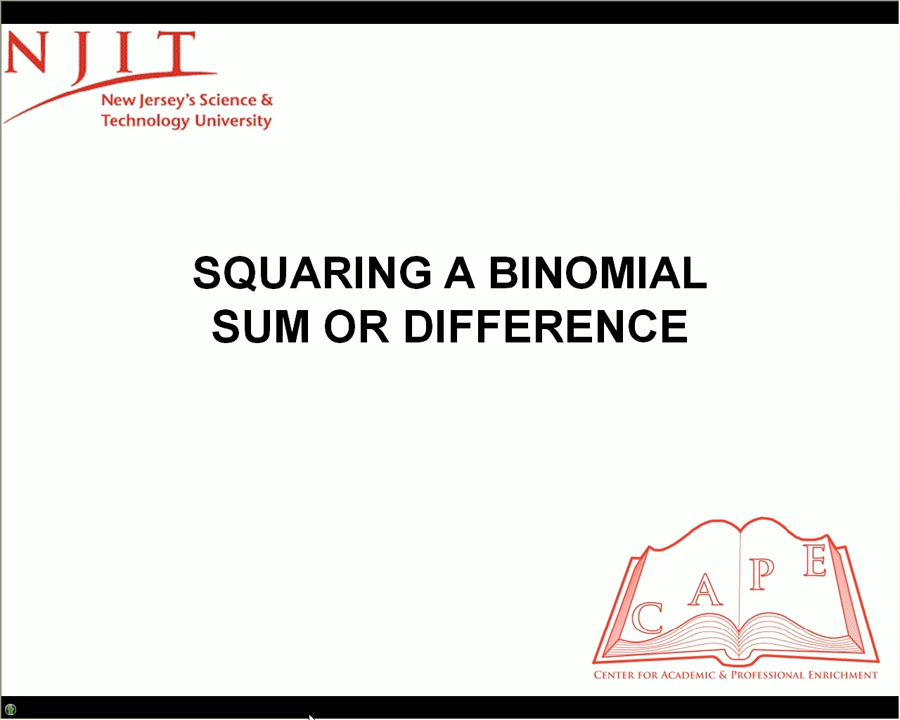 NJIT
New Jersey's Science &
Technology University
SQUARING A BINOMIAL
SUM OR DIFFERENCE
C A P E
CENTER FOR ACADEMIC & PROFESSIONAL ENRICHMENT